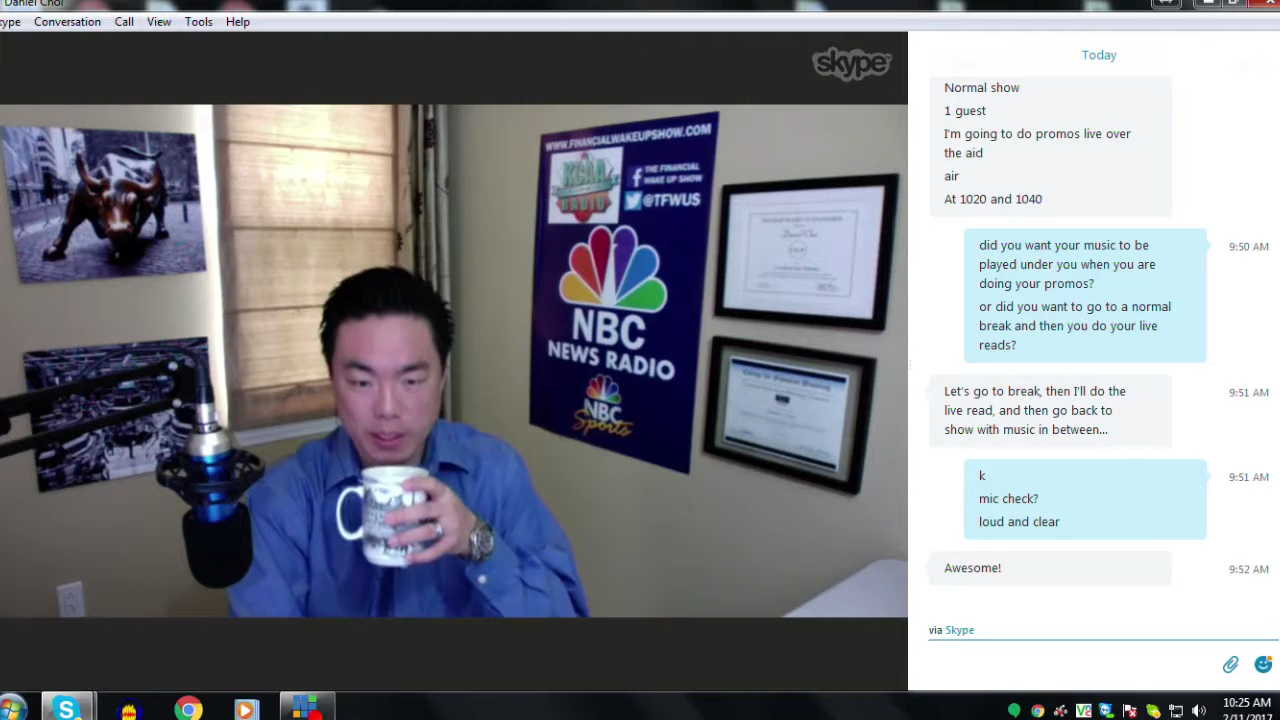 Daniel Choi
Skype Conversation Call View Tools Help
skype
WWW.FINANCIALWAKEUPSHOW.COM
KCAA
RADIO
THE FINANCIAL
WAKE UP SHOW
@TFWUS
NBC
NEWS RADIO
NBC
Sports
Today
Normal show
1 guest
I'm going to do promos live over
the aid
air
At 1020 and 1040
did you want your music to be
played under you when you are
doing your promos?
or did you want to go to a normal
break and then you do your live
reads?
9:50 AM
Let's go to break, then I'll do the
live read, and then go back to
show with music in between...
9:51 AM
k
mic check?
loud and clear
9:51 AM
Awesome!
9:52 AM
via Skype
10:25 AM
2/11/2017